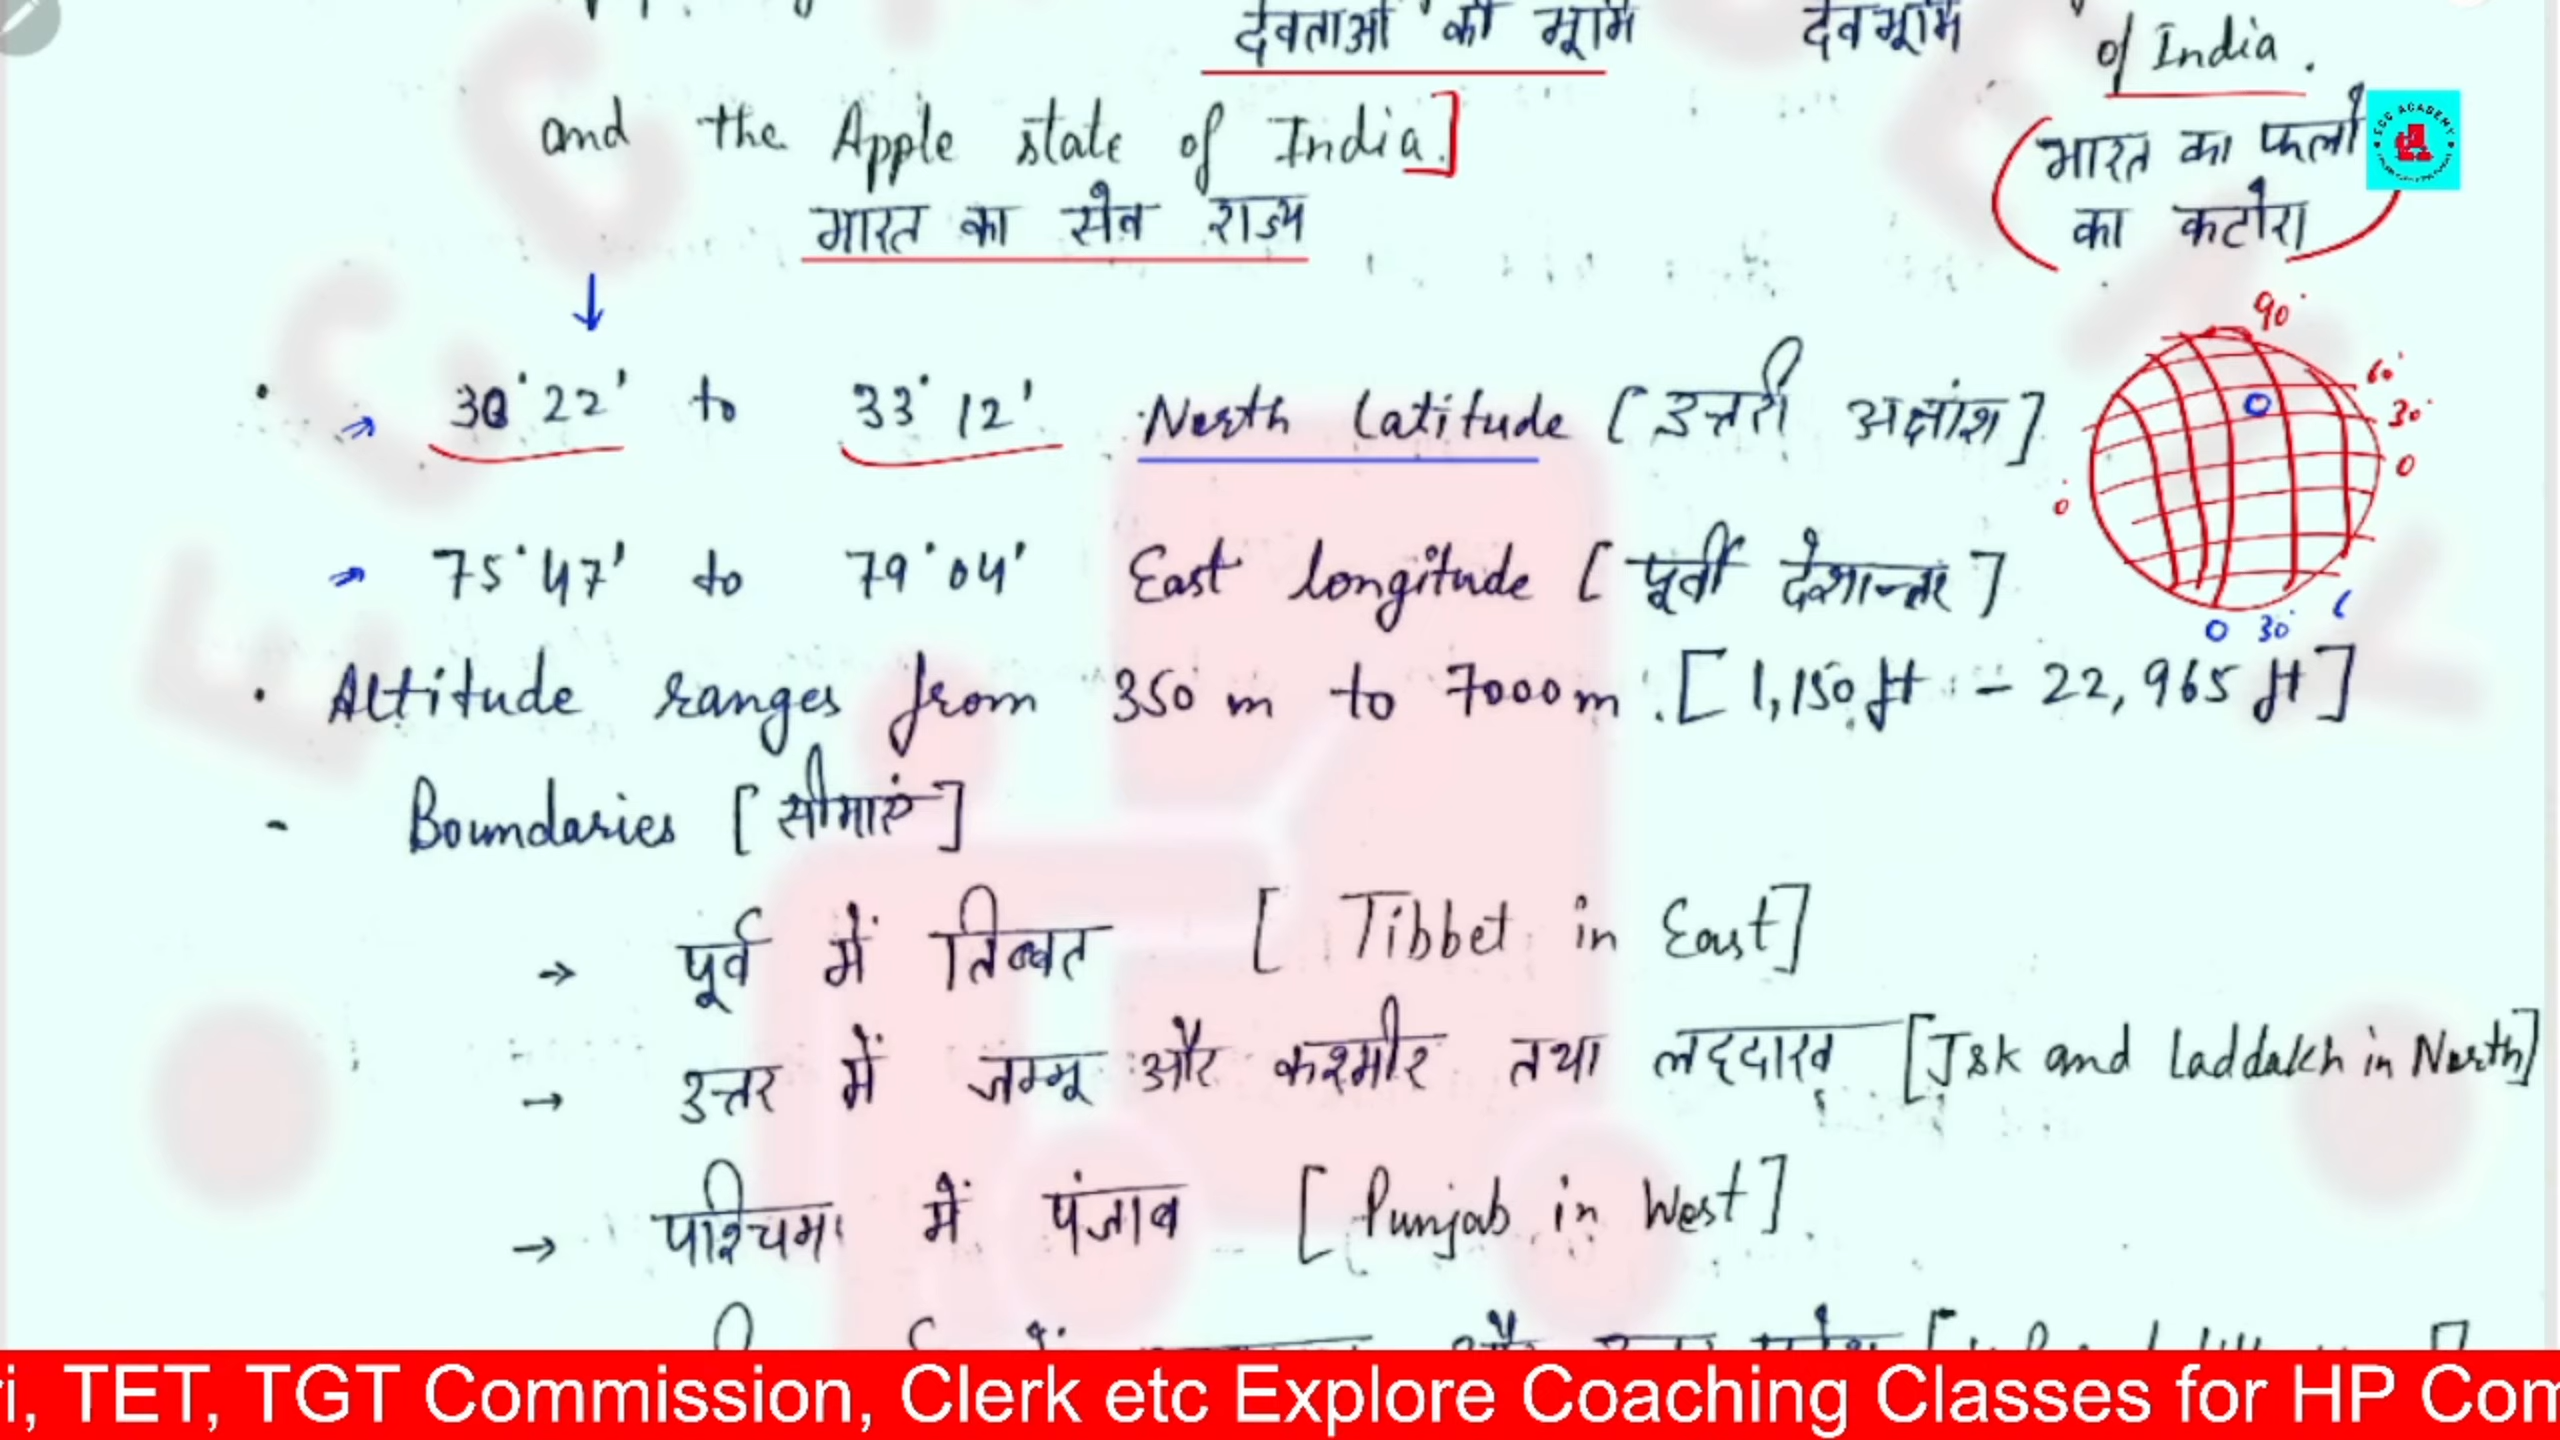 देवताओं की भूमि देवभूमि of India.
and the Apple state of India]
(भारत का फलों
का कटोरा)
भारत का सेव राज्य
ECC ACADEMY
90°
60°
30°
0
0
0
0 30°
→ 30°22' to 33°12' North Latitude [उत्तरी अक्षांश]
→ 75°47' to 79°04' East longitude [पूर्वी देशान्तर]
· Altitude ranges from 350 m to 7000m. [1,150 ft - 22,965 ft]
- Boundaries [सीमाएं]
→ पूर्व में तिब्बत [Tibbet in East]
→ उत्तर में जम्मू और कश्मीर तथा लद्दाख [J&K and Laddakh in North]
→ पश्चिम में पंजाब [Punjab in West]
i, TET, TGT Commission, Clerk etc Explore Coaching Classes for HP Com